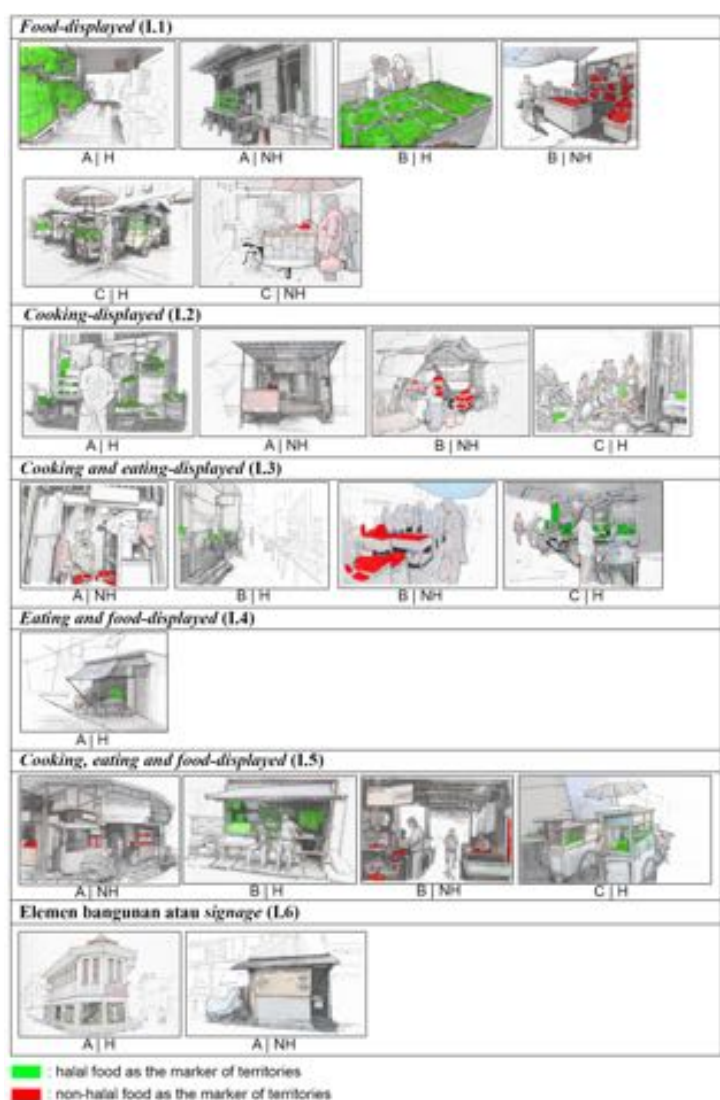 Food-displayed (I.1)
A | H
A | NH
B | H
B | NH
C | H
C | NH
Cooking-displayed (I.2)
A | H
A | NH
B | NH
C | H
Cooking and eating-displayed (I.3)
A | NH
B | H
B | NH
C | H
Eating and food-displayed (I.4)
A | H
Cooking, eating and food-displayed (I.5)
A | NH
B | H
B | NH
C | H
Elemen bangunan atau signage (I.6)
A | H
A | NH
: halal food as the marker of territories
: non-halal food as the marker of territories